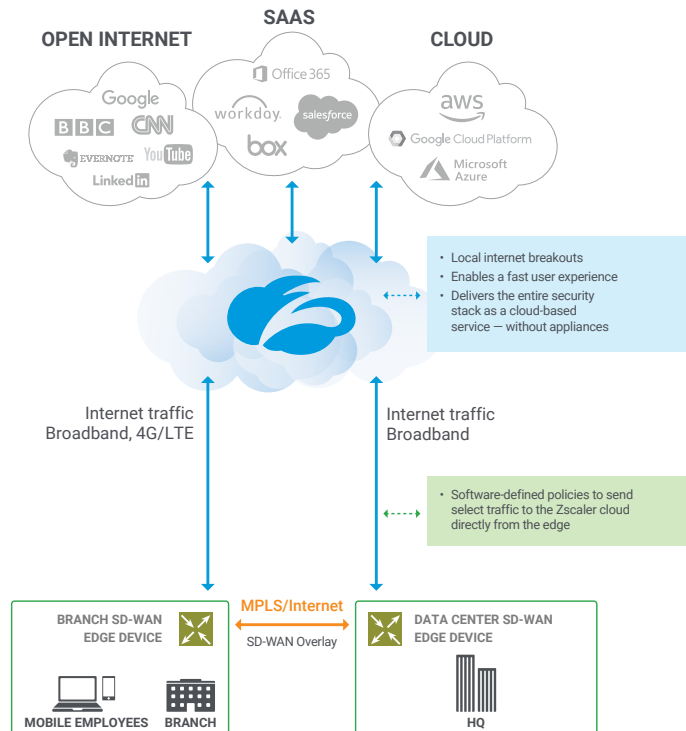 SAAS
OPEN INTERNET
CLOUD
Google
BBC
CNN
EVERNOTE
YouTube
Linked in
Office 365
workday.
salesforce
box
aws
Google Cloud Platform
Microsoft
Azure
• Local internet breakouts
• Enables a fast user experience
• Delivers the entire security
stack as a cloud-based
service — without appliances
Internet traffic
Broadband, 4G/LTE
Internet traffic
Broadband
• Software-defined policies to send
select traffic to the Zscaler cloud
directly from the edge
BRANCH SD-WAN
EDGE DEVICE
MPLS/Internet
SD-WAN Overlay
DATA CENTER SD-WAN
EDGE DEVICE
MOBILE EMPLOYEES
BRANCH
HQ